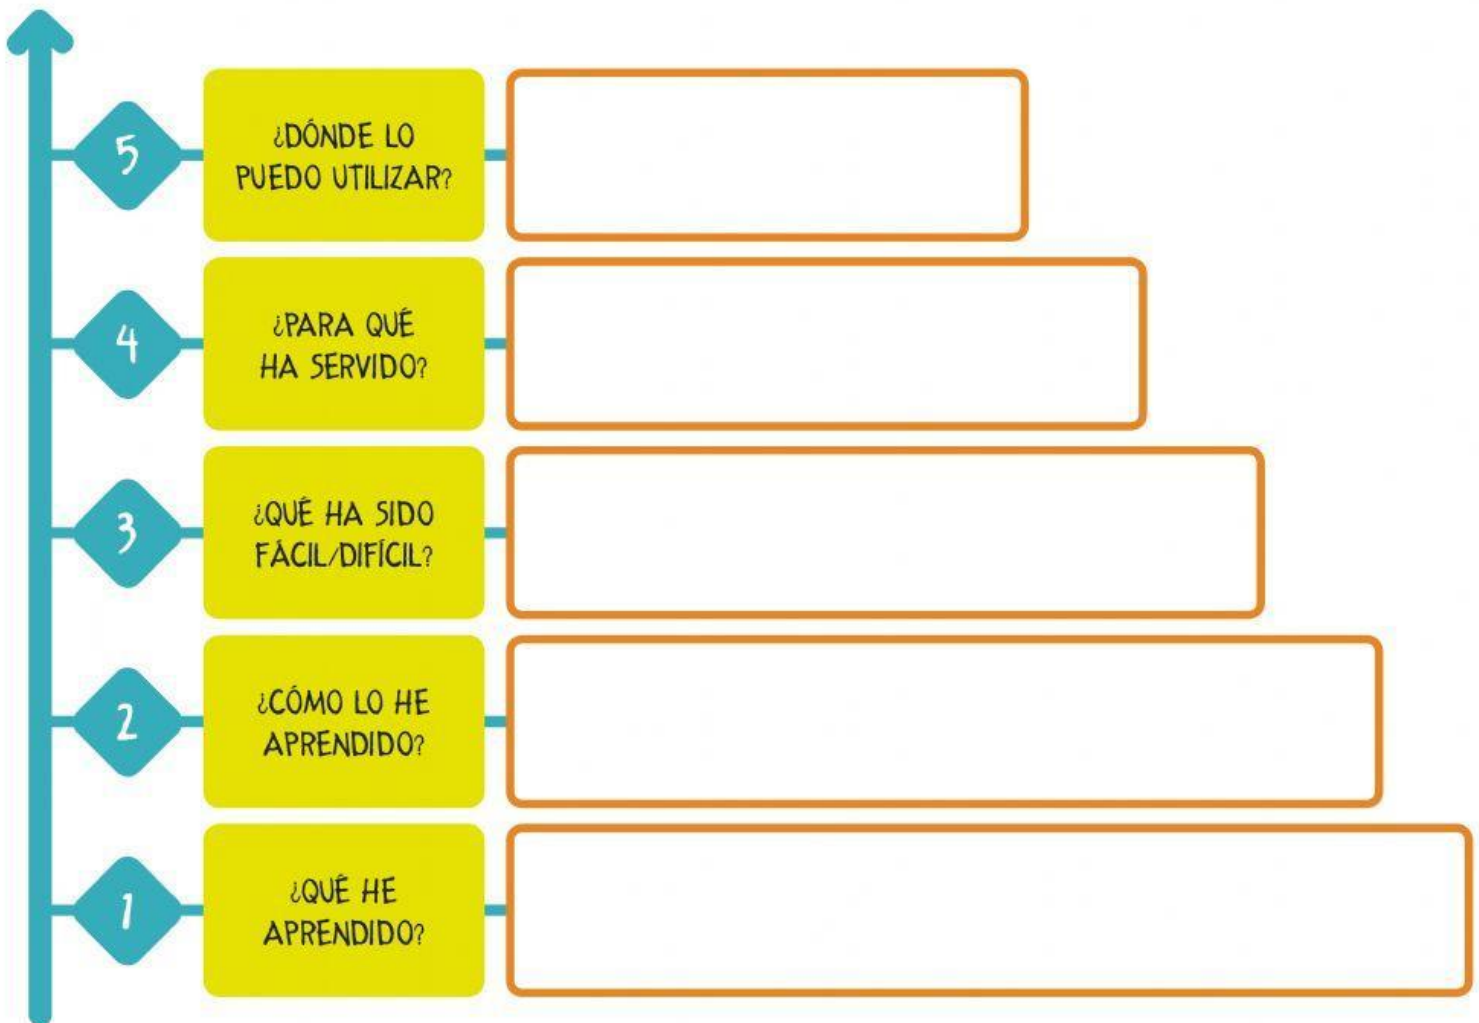 5
¿DÓNDE LO
PUEDO UTILIZAR?
4
¿PARA QUÉ
HA SERVIDO?
3
¿QUÉ HA SIDO
FÁCIL/DIFÍCIL?
2
¿CÓMO LO HE
APRENDIDO?
1
¿QUÉ HE
APRENDIDO?